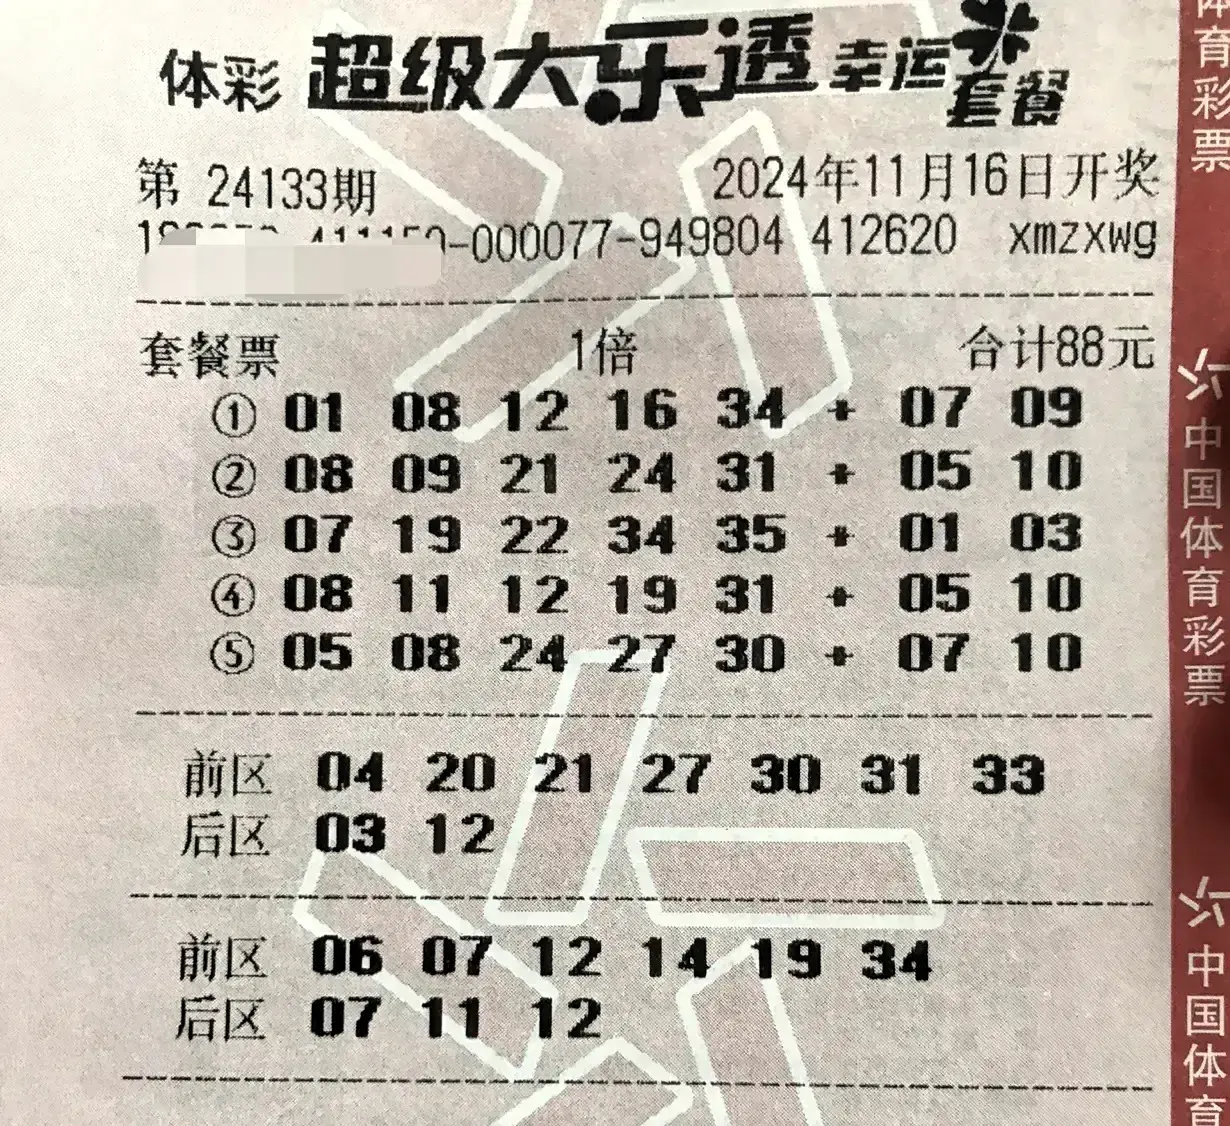 体彩 超级大乐透 幸运套餐
第 24133期 2024年11月16日开奖
-000077-949804 412620 xmzxwg
套餐票 1倍 合计88元
① 01 08 12 16 34 + 07 09
② 08 09 21 24 31 + 05 10
③ 07 19 22 34 35 + 01 03
④ 08 11 12 19 31 + 05 10
⑤ 05 08 24 27 30 + 07 10
前区 04 20 21 27 30 31 33
后区 03 12
前区 06 07 12 14 19 34
后区 07 11 12
体育彩票
中国体育彩票
中国体育